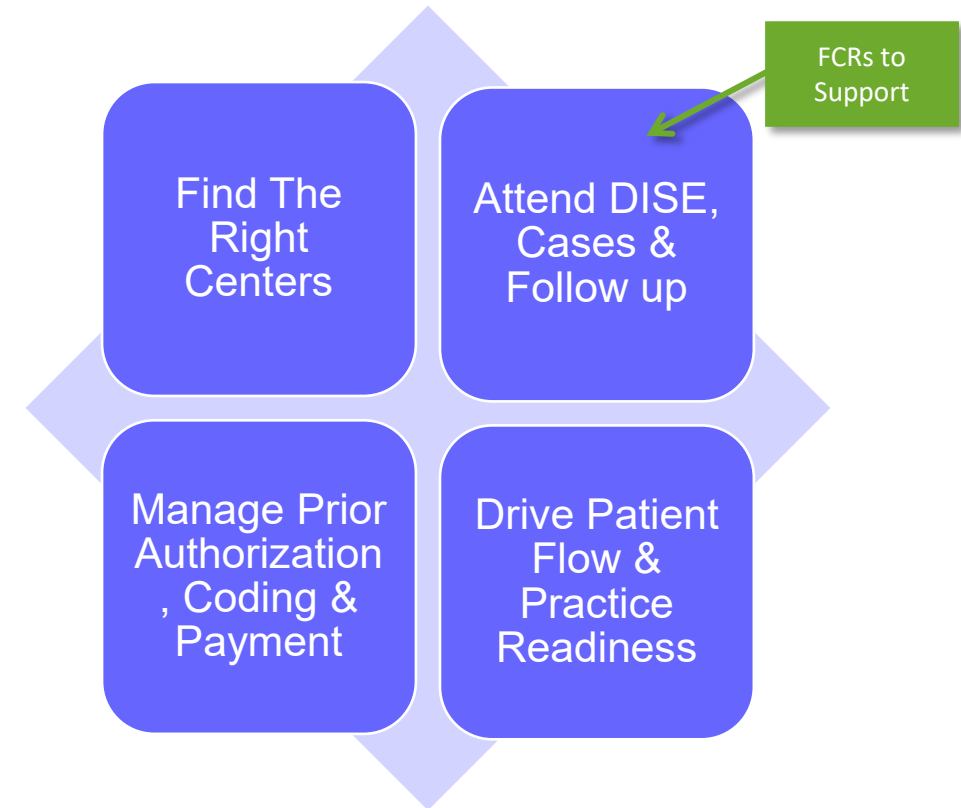 FCRs to
Support
Find The
Right
Centers
Attend DISE,
Cases &
Follow up
Manage Prior
Authorization
, Coding &
Payment
Drive Patient
Flow &
Practice
Readiness